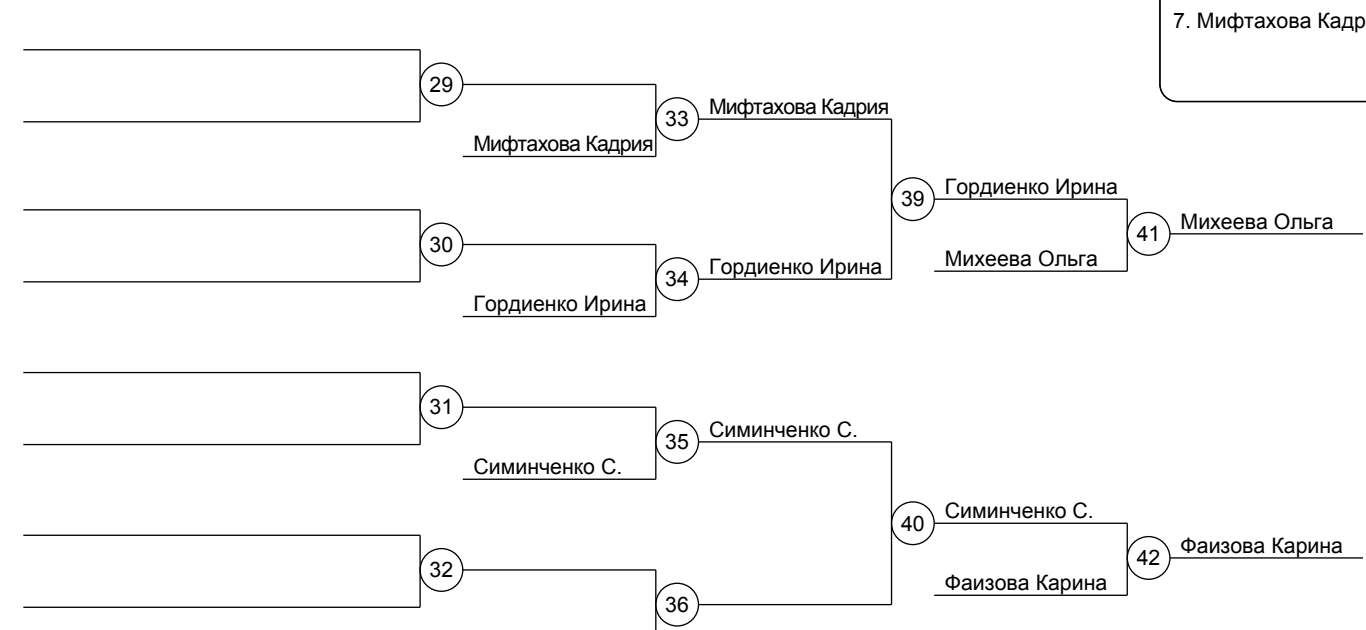 7. Мифтахова Кадр
29
33
Мифтахова Кадрия
Мифтахова Кадрия
39
Гордиенко Ирина
30
41
Михеева Ольга
34
Гордиенко Ирина
Михеева Ольга
Гордиенко Ирина
31
35
Симинченко С.
Симинченко С.
40
Симинченко С.
32
42
Фаизова Карина
36
Фаизова Карина